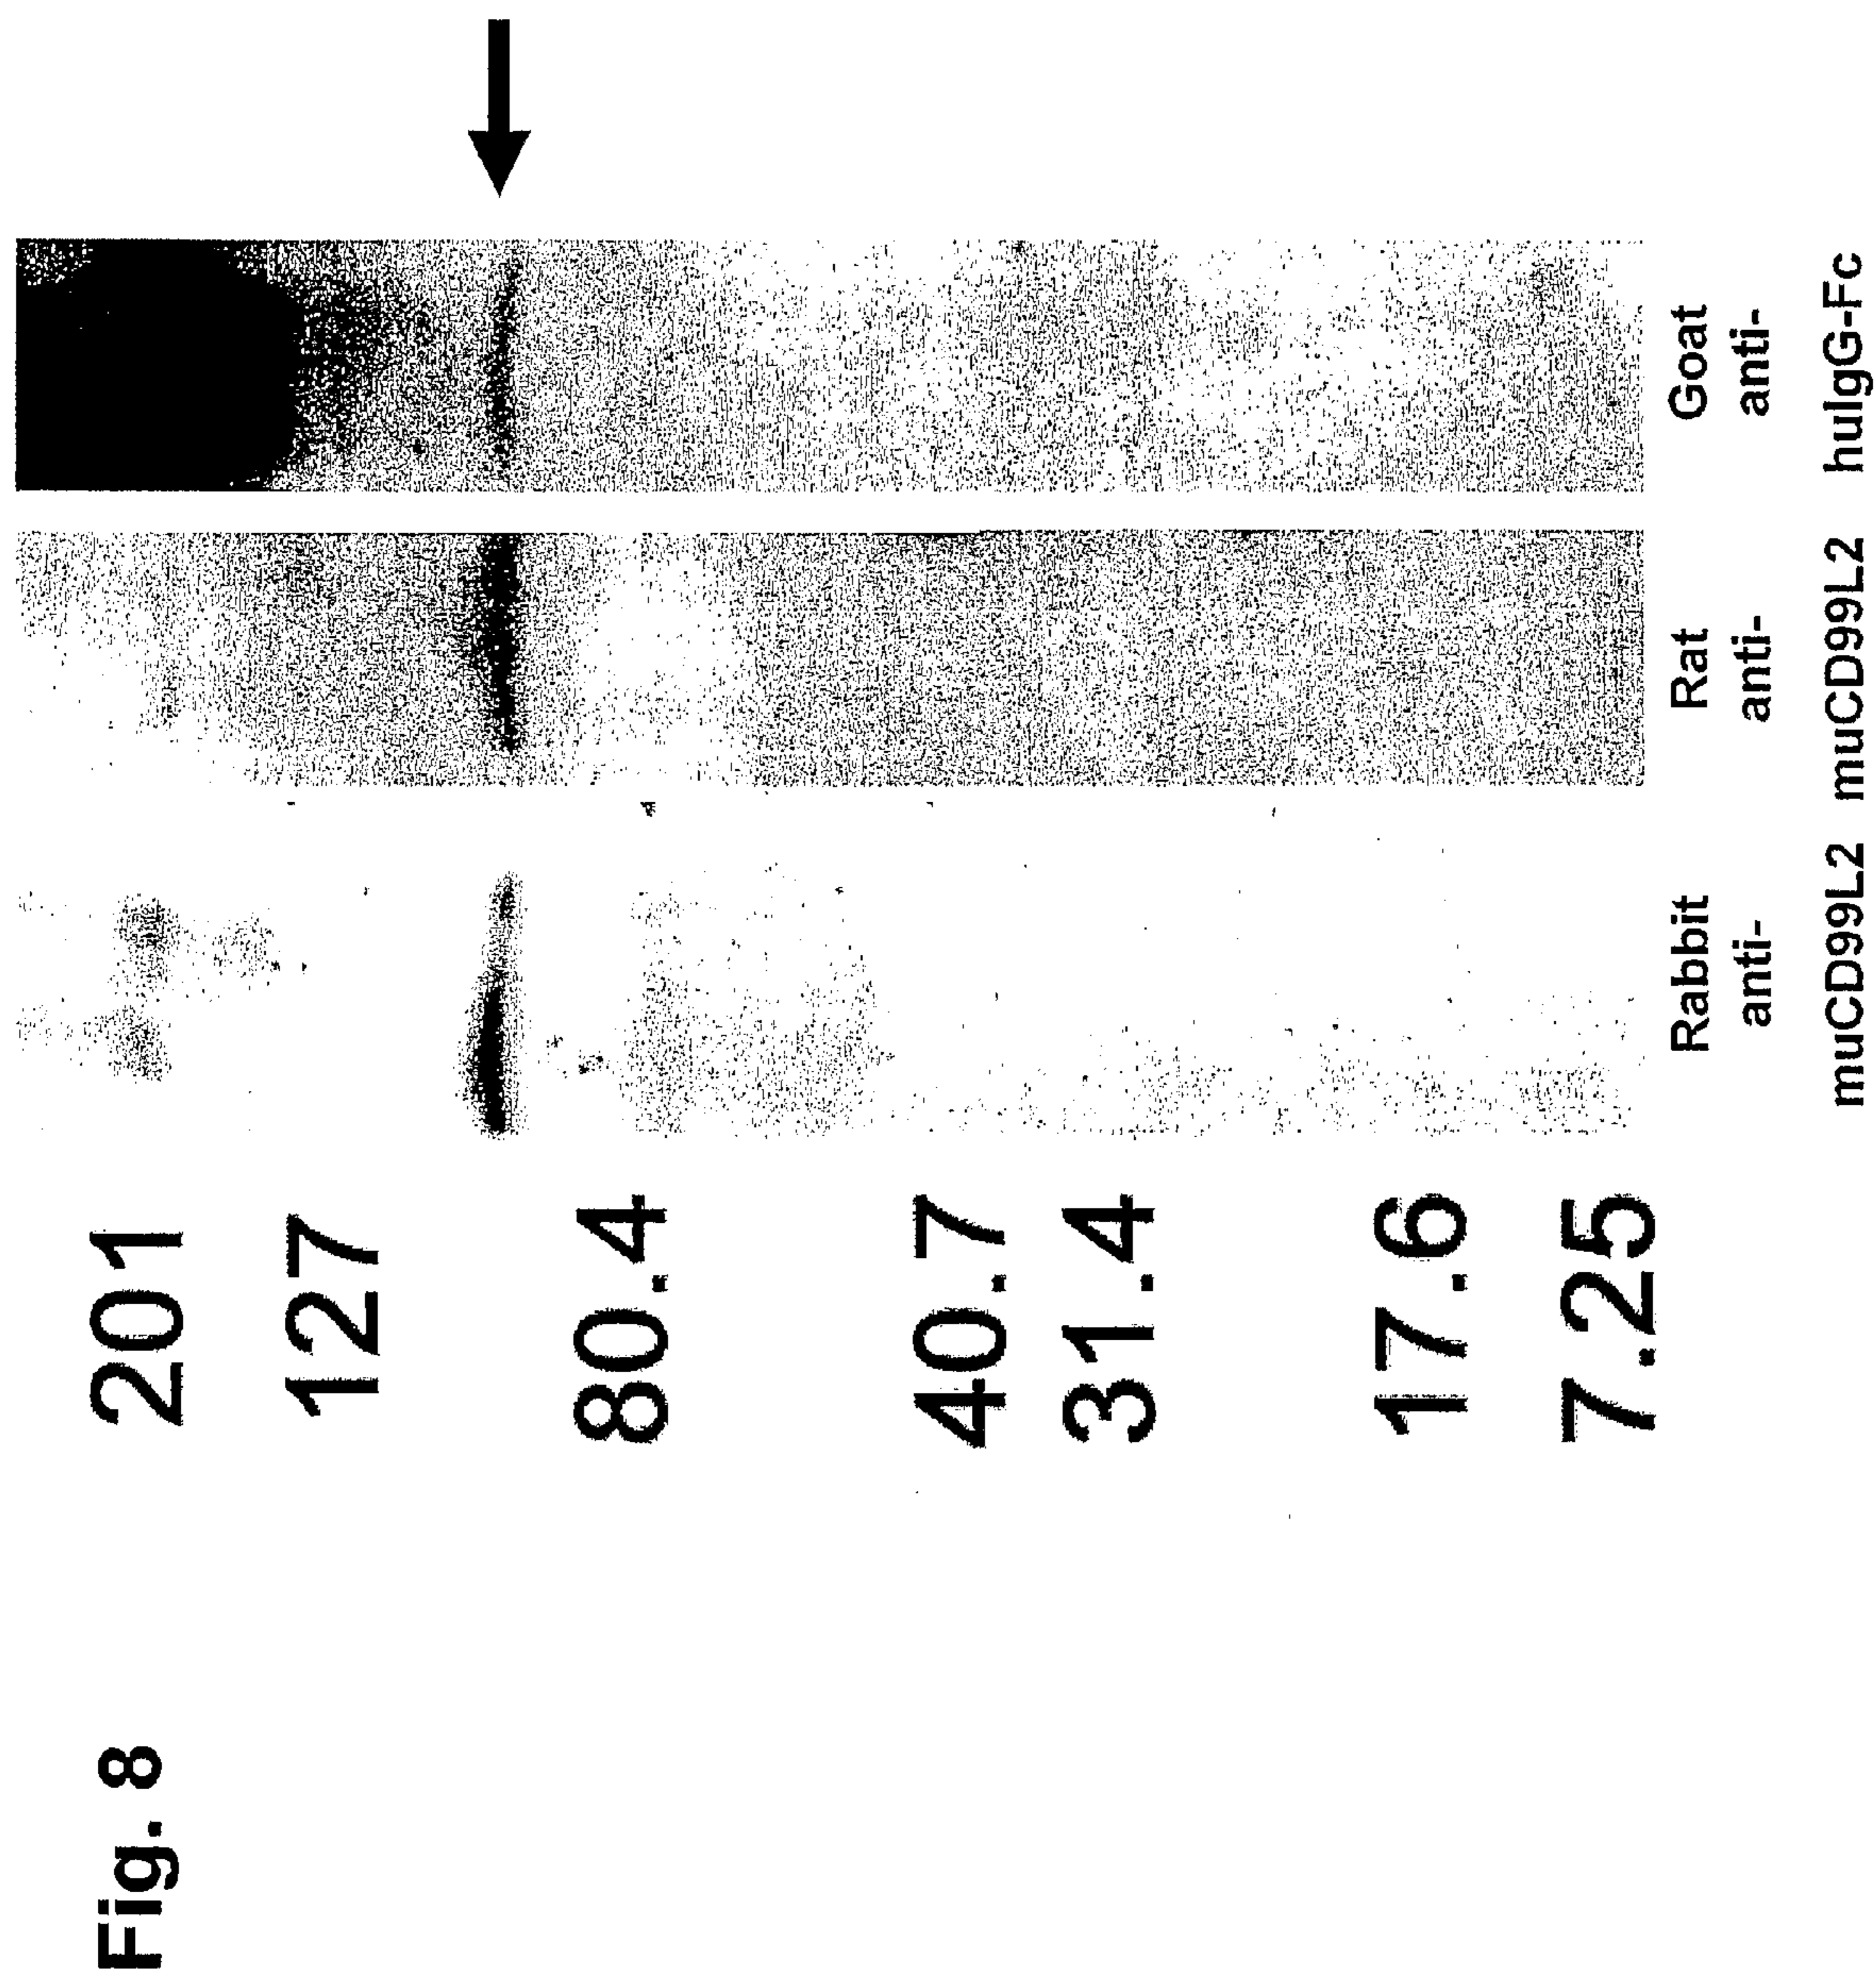 Fig. 8
201
127
80.4
40.7
31.4
17.6
7.25
Rabbit
anti-
muCD99L2
Rat
anti-
muCD99L2
Goat
anti-
huIgG-Fc